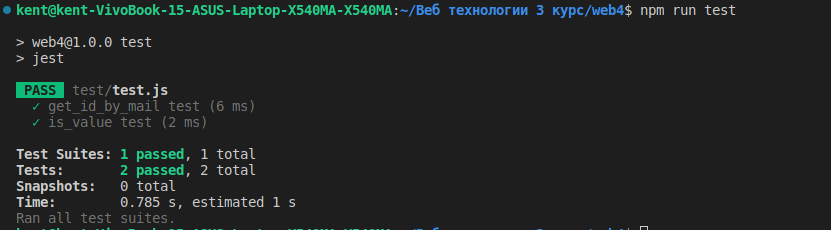 kent@kent-VivoBook-15-ASUS-Laptop-X540MA-X540MA:~/Веб технологии 3 курс/web4$ npm run test
> web4@1.0.0 test
> jest
PASS test/test.js
✓ get_id_by_mail test (6 ms)
✓ is_value test (2 ms)
Test Suites: 1 passed, 1 total
Tests: 2 passed, 2 total
Snapshots: 0 total
Time: 0.785 s, estimated 1 s
Ran all test suites.